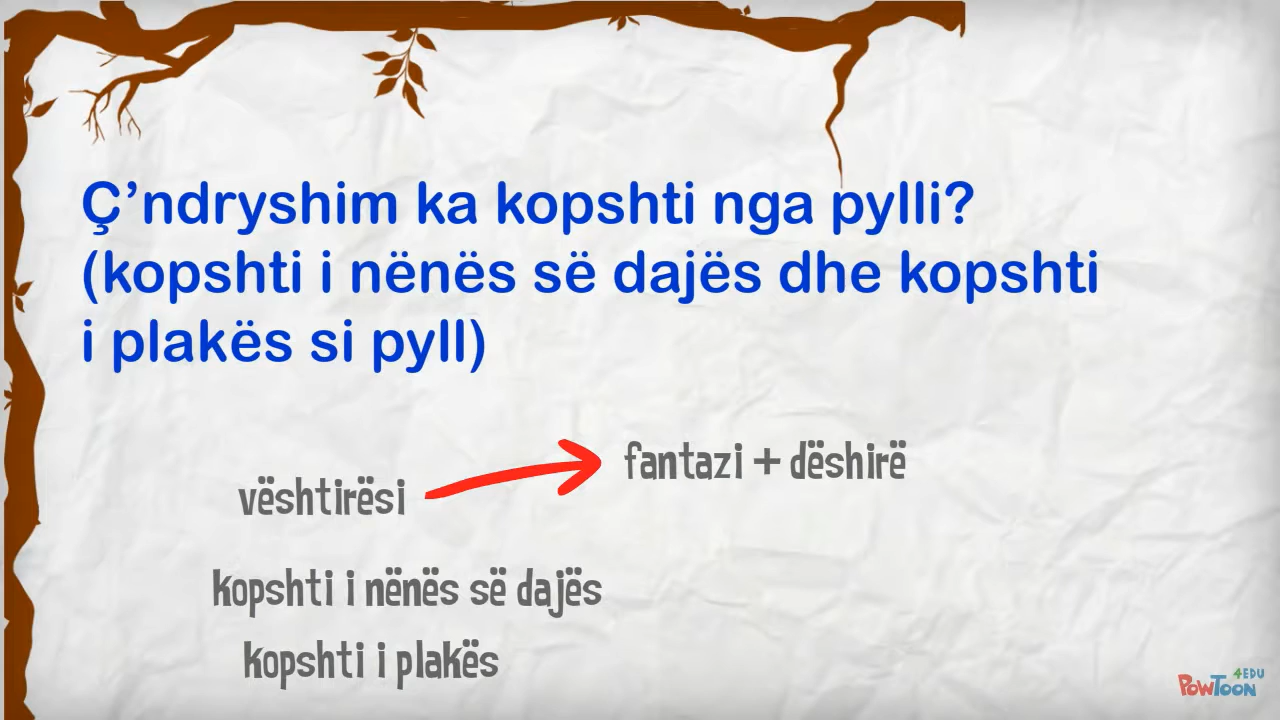 Ç’ndryshim ka kopshti nga pylli?
(kopshti i nënës së dajës dhe kopshti
i plakës si pyll)
vështirësi
fantazi + dëshirë
kopshti i nënës së dajës
kopshti i plakës
4EDU
POWTOON